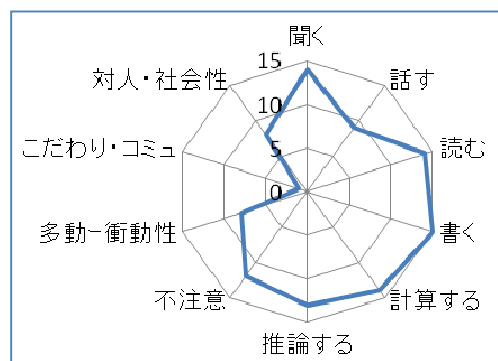 聞く
15
対人・社会性
話す
10
こだわり・コミュ
5
読む
0
多動ー衝動性
書く
不注意
計算する
推論する